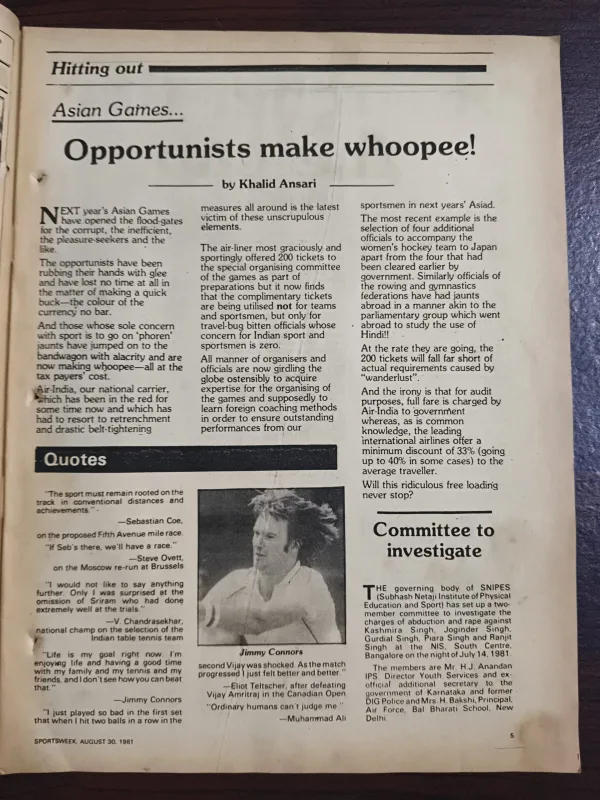 Hitting out
Asian Games...
Opportunists make whoopee!
by Khalid Ansari
NEXT year's Asian Games
have opened the flood-gates
for the corrupt, the inefficient,
the pleasure-seekers and the
like.
The opportunists have been
rubbing their hands with glee
and have lost no time at all in
the matter of making a quick
buck—the colour of the
currency no bar.
And those whose sole concern
with sport is to go on 'phoren'
jaunts have jumped on to the
bandwagon with alacrity and are
now making whoopee—all at the
tax payers' cost.
Air-India, our national carrier,
which has been in the red for
some time now and which has
had to resort to retrenchment
and drastic belt-tightening
measures all around is the latest
victim of these unscrupulous
elements.
The air-liner most graciously and
sportingly offered 200 tickets to
the special organising committee
of the games as part of
preparations but it now finds
that the complimentary tickets
are being utilised not for teams
and sportsmen, but only for
travel-bug bitten officials whose
concern for Indian sport and
sportsmen is zero.
All manner of organisers and
officials are now girdling the
globe ostensibly to acquire
expertise for the organising of
the games and supposedly to
learn foreign coaching methods
in order to ensure outstanding
performances from our
sportsmen in next years' Asiad.
The most recent example is the
selection of four additional
officials to accompany the
women's hockey team to Japan
apart from the four that had
been cleared earlier by
government. Similarly officials of
the rowing and gymnastics
federations have had jaunts
abroad in a manner akin to the
parliamentary group which went
abroad to study the use of
Hindi!!
At the rate they are going, the
200 tickets will fall far short of
actual requirements caused by
"wanderlust".
And the irony is that for audit
purposes, full fare is charged by
Air-India to government
whereas, as is common
knowledge, the leading
international airlines offer a
minimum discount of 33% (going
up to 40% in some cases) to the
average traveller.
Will this ridiculous free loading
never stop?
Quotes
"The sport must remain rooted on the
track in conventional distances and
achievements."
—Sebastian Coe,
on the proposed Fifth Avenue mile race.
"If Seb's there, we'll have a race."
—Steve Ovett,
on the Moscow re-run at Brussels
"I would not like to say anything
further. Only I was surprised at the
omission of Sriram who had done
extremely well at the trials."
—V. Chandrasekhar,
national champ on the selection of the
Indian table tennis team
"Life is my goal right now. I'm
enjoying life and having a good time
with my family and my tennis and my
friends, and I don't see how you can beat
that."
—Jimmy Connors
"I just played so bad in the first set
that when I hit two balls in a row in the
Jimmy Connors
second Vijay was shocked. As the match
progressed I just felt better and better."
—Eliot Teltscher, after defeating
Vijay Amritraj in the Canadian Open.
"Ordinary humans can't judge me."
—Muhammad Ali
Committee to
investigate
THE governing body of SNIPES
(Subhash Netaji Institute of Physical
Education and Sport) has set up a two-
member committee to investigate the
charges of abduction and rape against
Kashmira Singh, Joginder Singh,
Gurdial Singh, Piara Singh and Ranjit
Singh at the NIS, South Centre,
Bangalore on the night of July 14, 1981.
The members are Mr. H.J. Anandan
IPS. Director Youth Services and ex-
official additional secretary to the
government of Karnataka and former
DIG Police and Mrs. H. Bakshi, Principal,
Air Force, Bal Bharati School, New
Delhi.
SPORTSWEEK, AUGUST 30, 1981
5